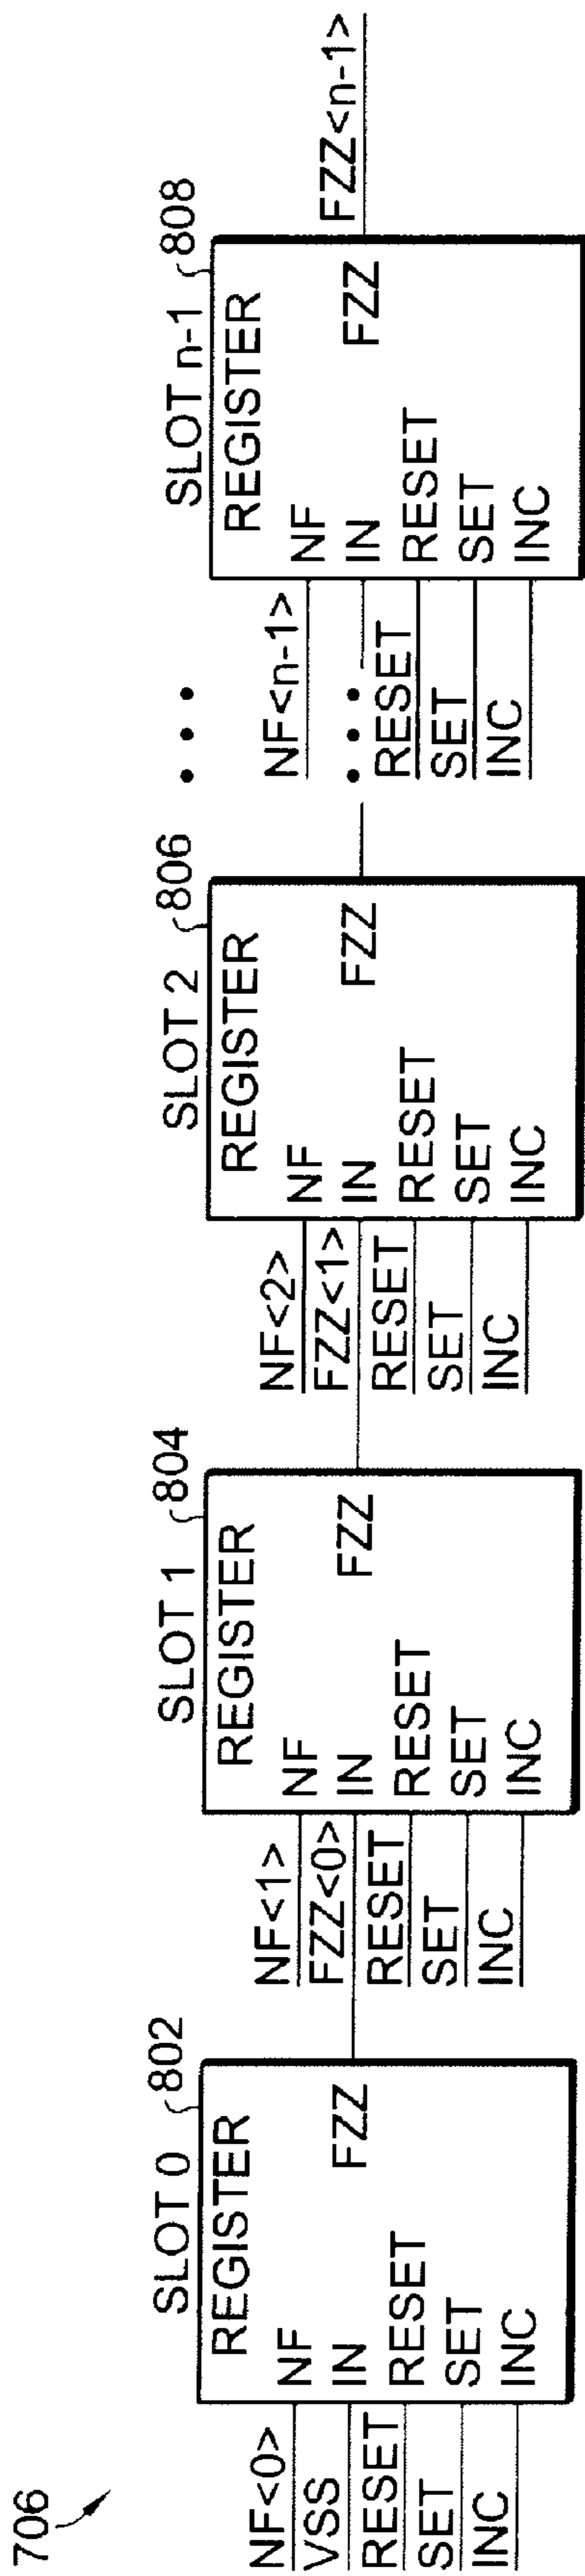 706
SLOT 0
802
REGISTER
NF<0>
NF
VSS
IN
FZZ
RESET
RESET
SET
SET
INC
INC
SLOT 1
804
REGISTER
NF<1>
NF
FZZ<0>
IN
FZZ
RESET
RESET
SET
SET
INC
INC
SLOT 2
806
REGISTER
NF<2>
NF
FZZ<1>
IN
FZZ
RESET
RESET
SET
SET
INC
INC
SLOT n-1
808
REGISTER
NF<n-1>
NF
IN
FZZ
FZZ<n-1>
RESET
RESET
SET
SET
INC
INC